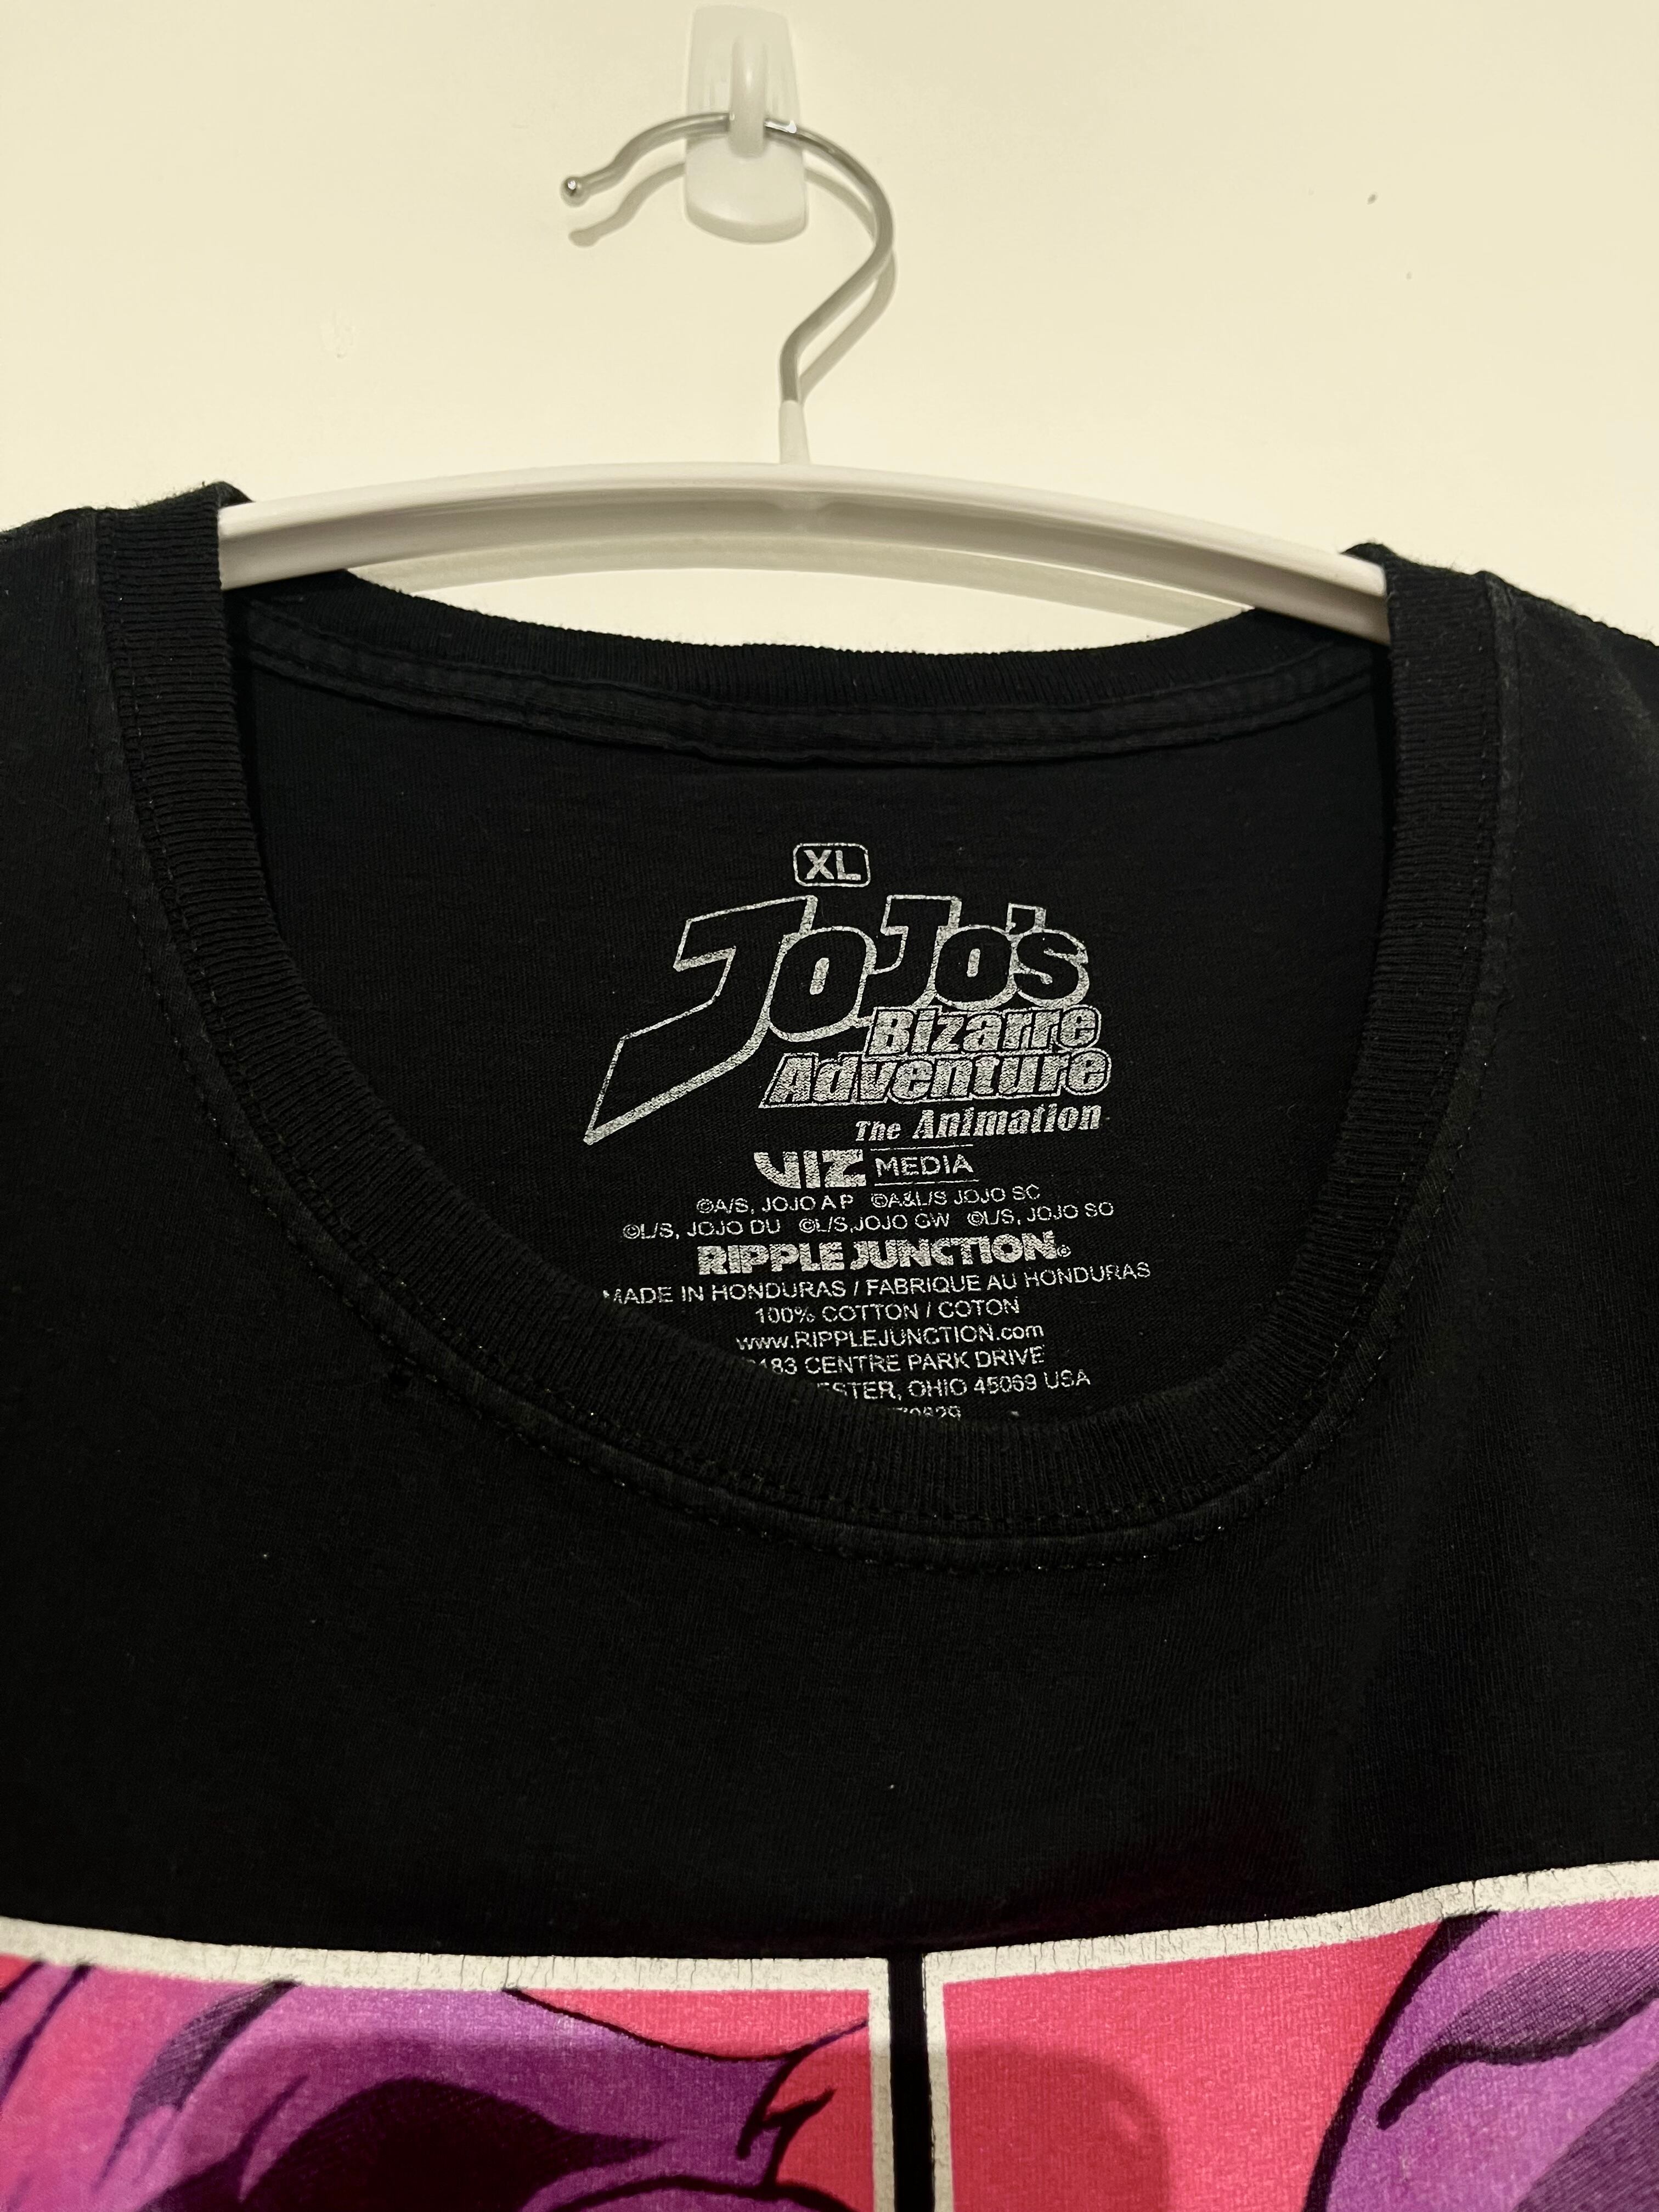 XL
JoJo's
Bizarre
Adventure
The Animation
VIZ MEDIA
©A/S, JOJO A P ©A&L/S JOJO SC
©L/S, JOJO DU ©L/S, JOJO GW ©L/S, JOJO SO
RIPPLE JUNCTION®
MADE IN HONDURAS / FABRIQUE AU HONDURAS
100% COTTON / COTON
www.RIPPLEJUNCTION.com
CENTRE PARK DRIVE
OHIO 45069 USA